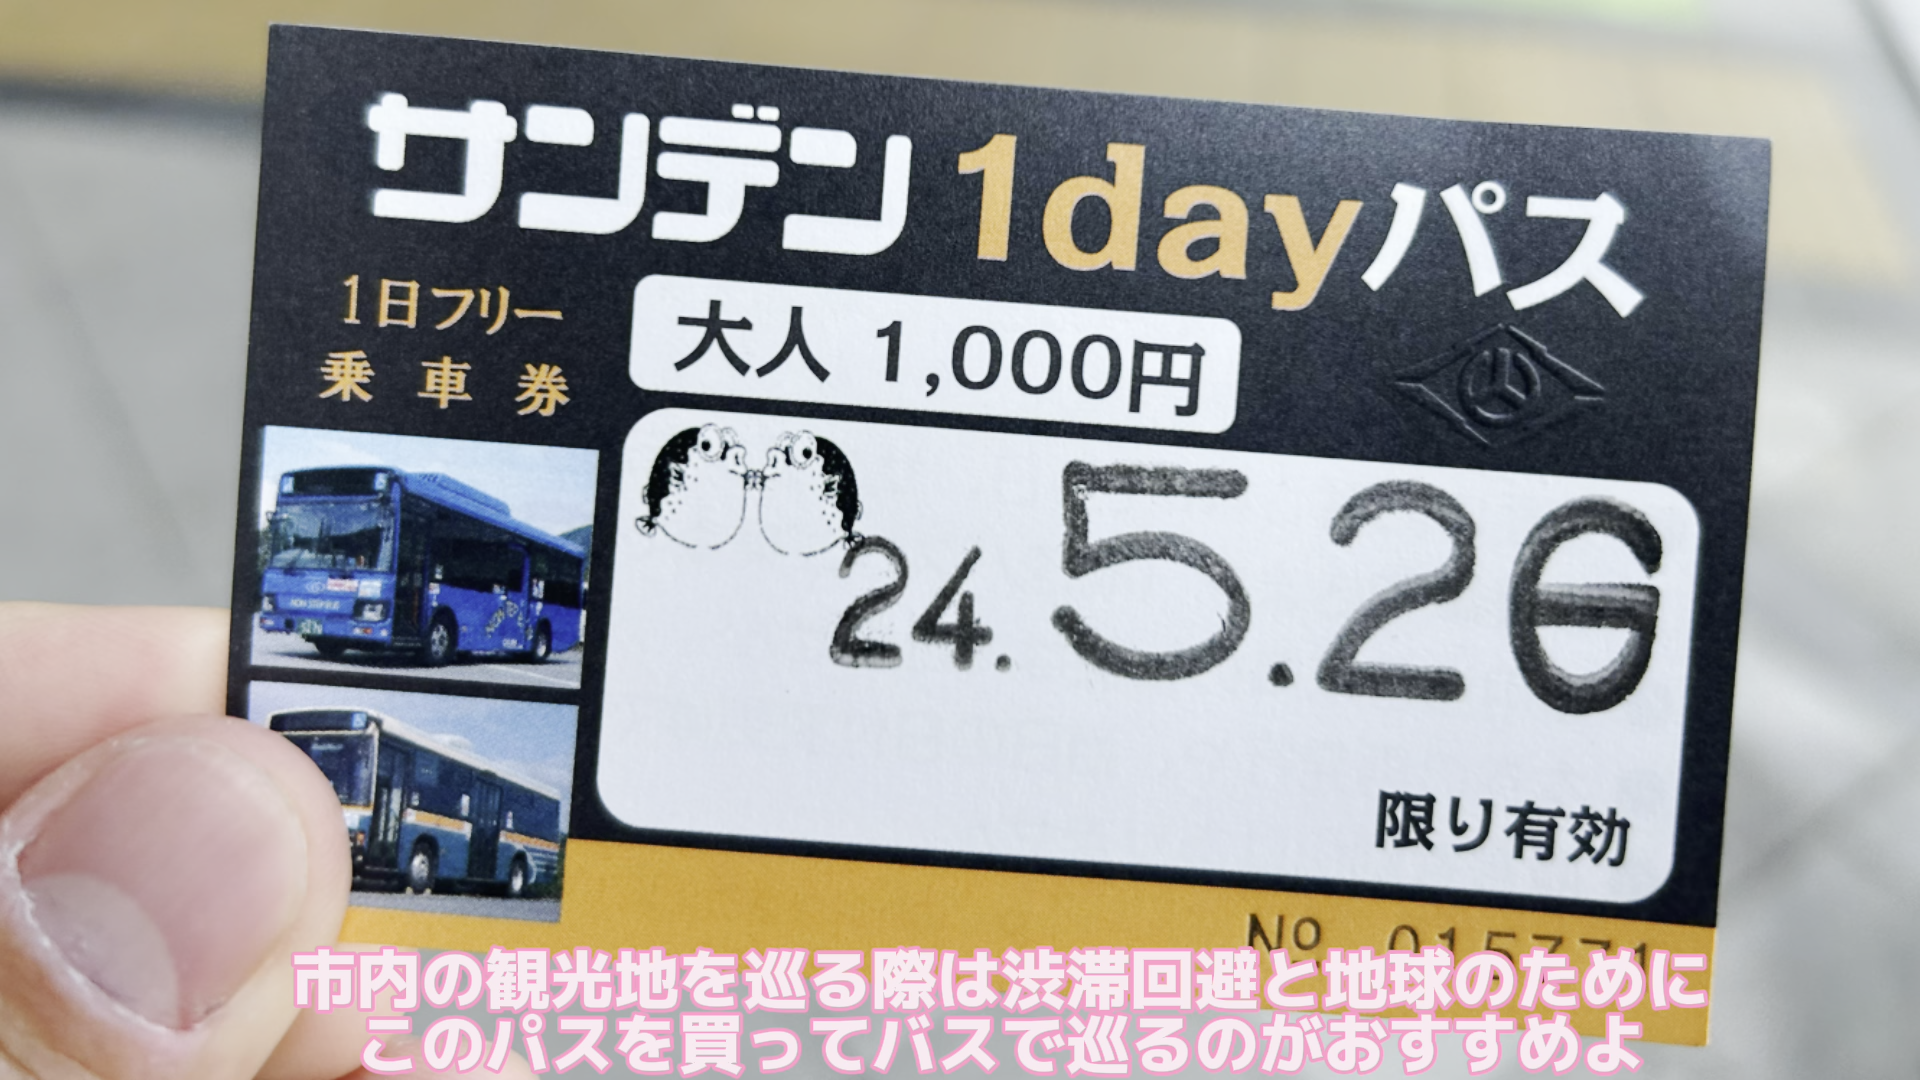 サンデン 1dayパス
1日フリー
乗車券
大人 1,000円
24.5.26
限り有効
No 015771
市内の観光地を巡る際は渋滞回避と地球のために
このパスを買ってバスで巡るのがおすすめよ